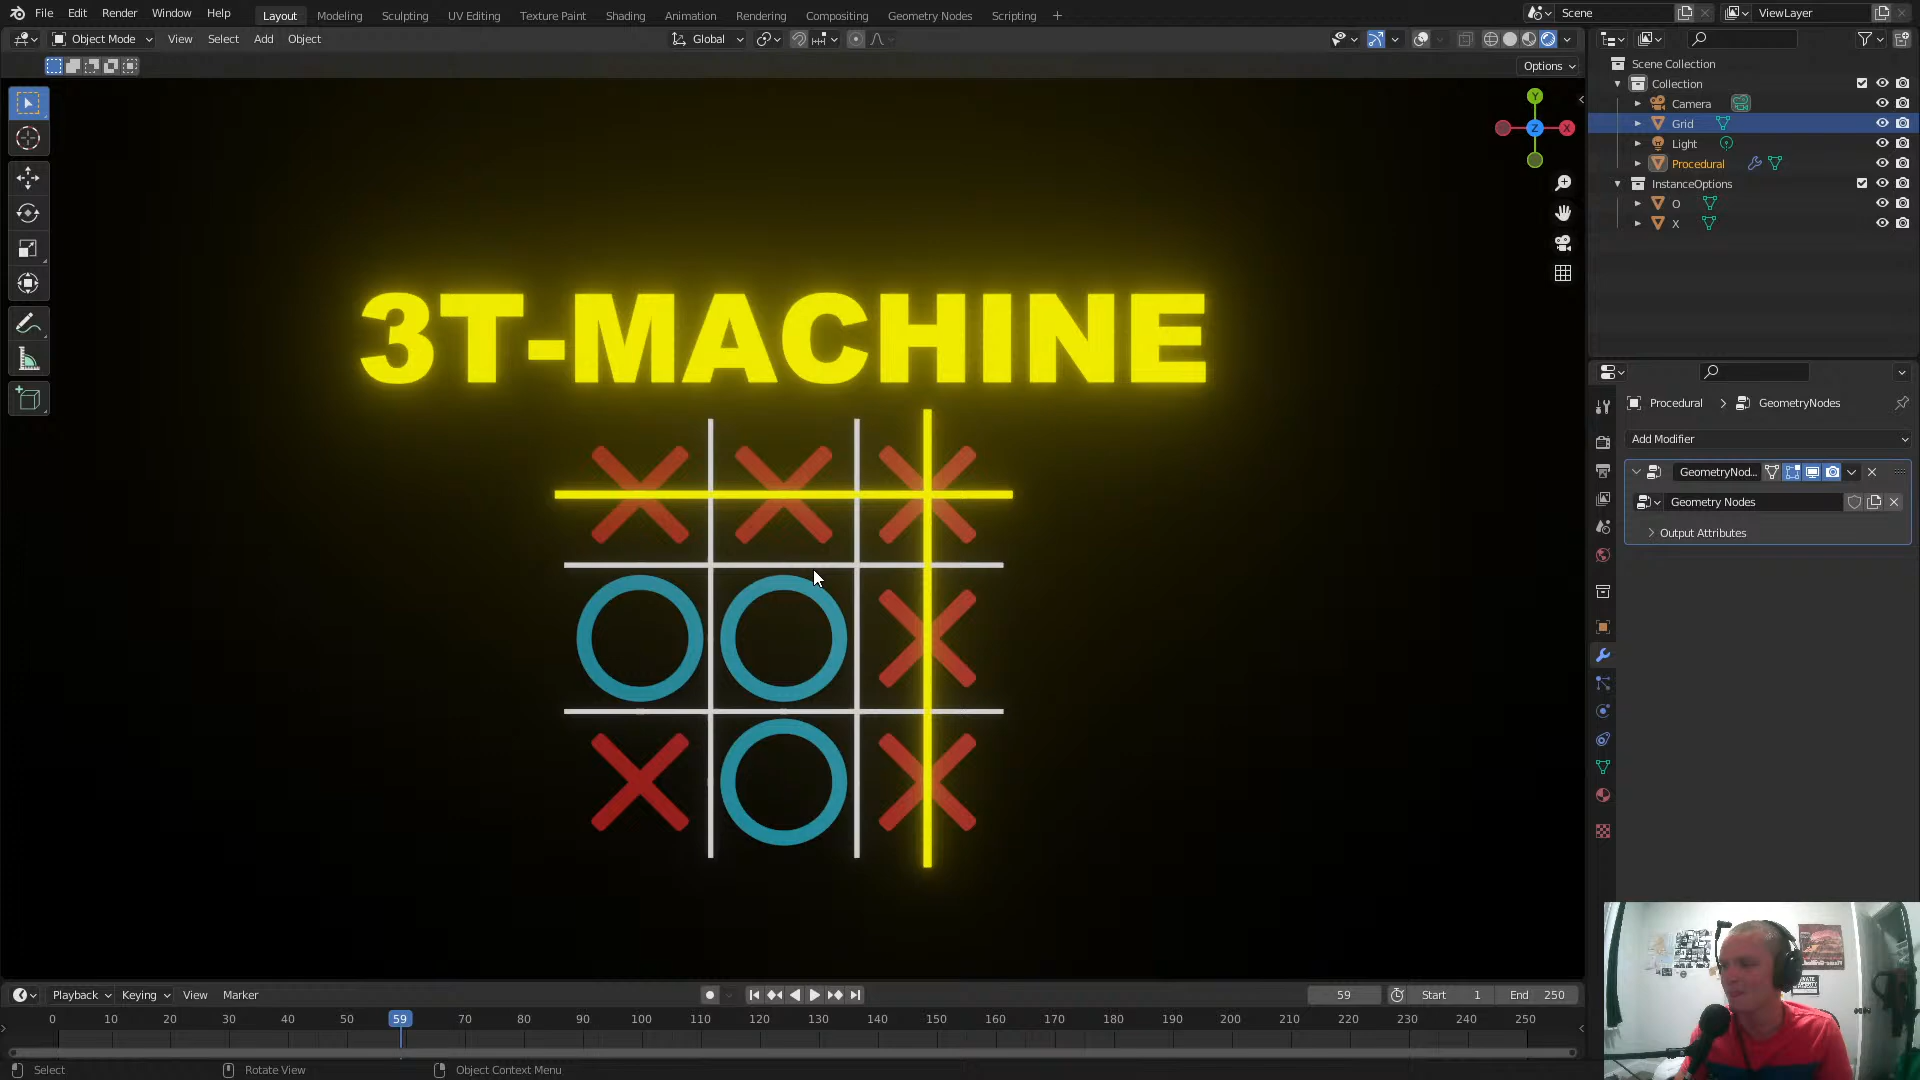 File Edit Render Window Help
Layout Modeling Sculpting UV Editing Texture Paint Shading Animation Rendering Compositing Geometry Nodes Scripting +
Scene
ViewLayer
Object Mode View Select Add Object
Global
Options
Y
X
Z
Scene Collection
Collection
Camera
Grid
Light
Procedural
InstanceOptions
O
X
3T-MACHINE
Procedural > GeometryNodes
Add Modifier
GeometryNod...
Geometry Nodes
Output Attributes
Playback Keying View Marker
59
Start 1
End 250
0 10 20 30 40 50 59 70 80 90 100 110 120 130 140 150 160 170 180 190 200 210 220 230 240 250
Select
Rotate View
Object Context Menu